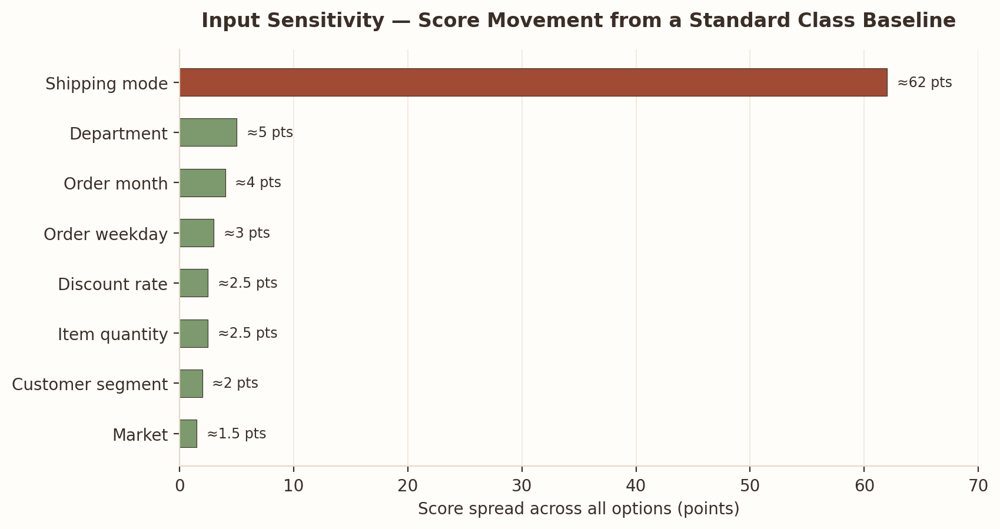 Input Sensitivity — Score Movement from a Standard Class Baseline
Shipping mode ≈62 pts
Department ≈5 pts
Order month ≈4 pts
Order weekday ≈3 pts
Discount rate ≈2.5 pts
Item quantity ≈2.5 pts
Customer segment ≈2 pts
Market ≈1.5 pts
0 10 20 30 40 50 60 70
Score spread across all options (points)